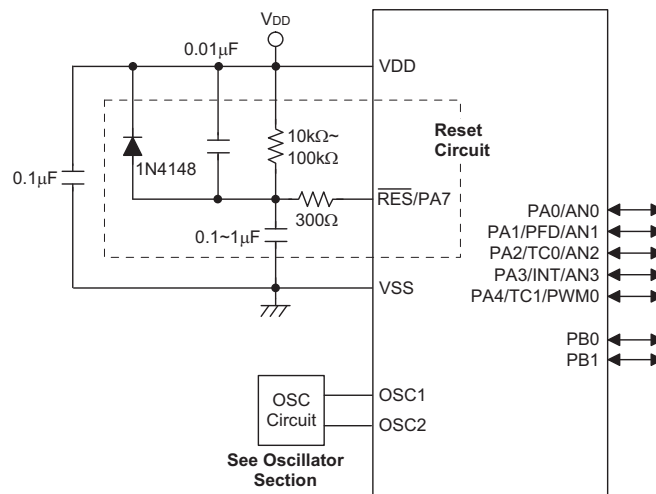 VDD
0.01μF
VDD
Reset
Circuit
10kΩ~
100kΩ
1N4148
0.1μF
RES/PA7
300Ω
0.1~1μF
VSS
PA0/AN0
PA1/PFD/AN1
PA2/TC0/AN2
PA3/INT/AN3
PA4/TC1/PWM0
PB0
PB1
OSC
Circuit
OSC1
OSC2
See Oscillator
Section